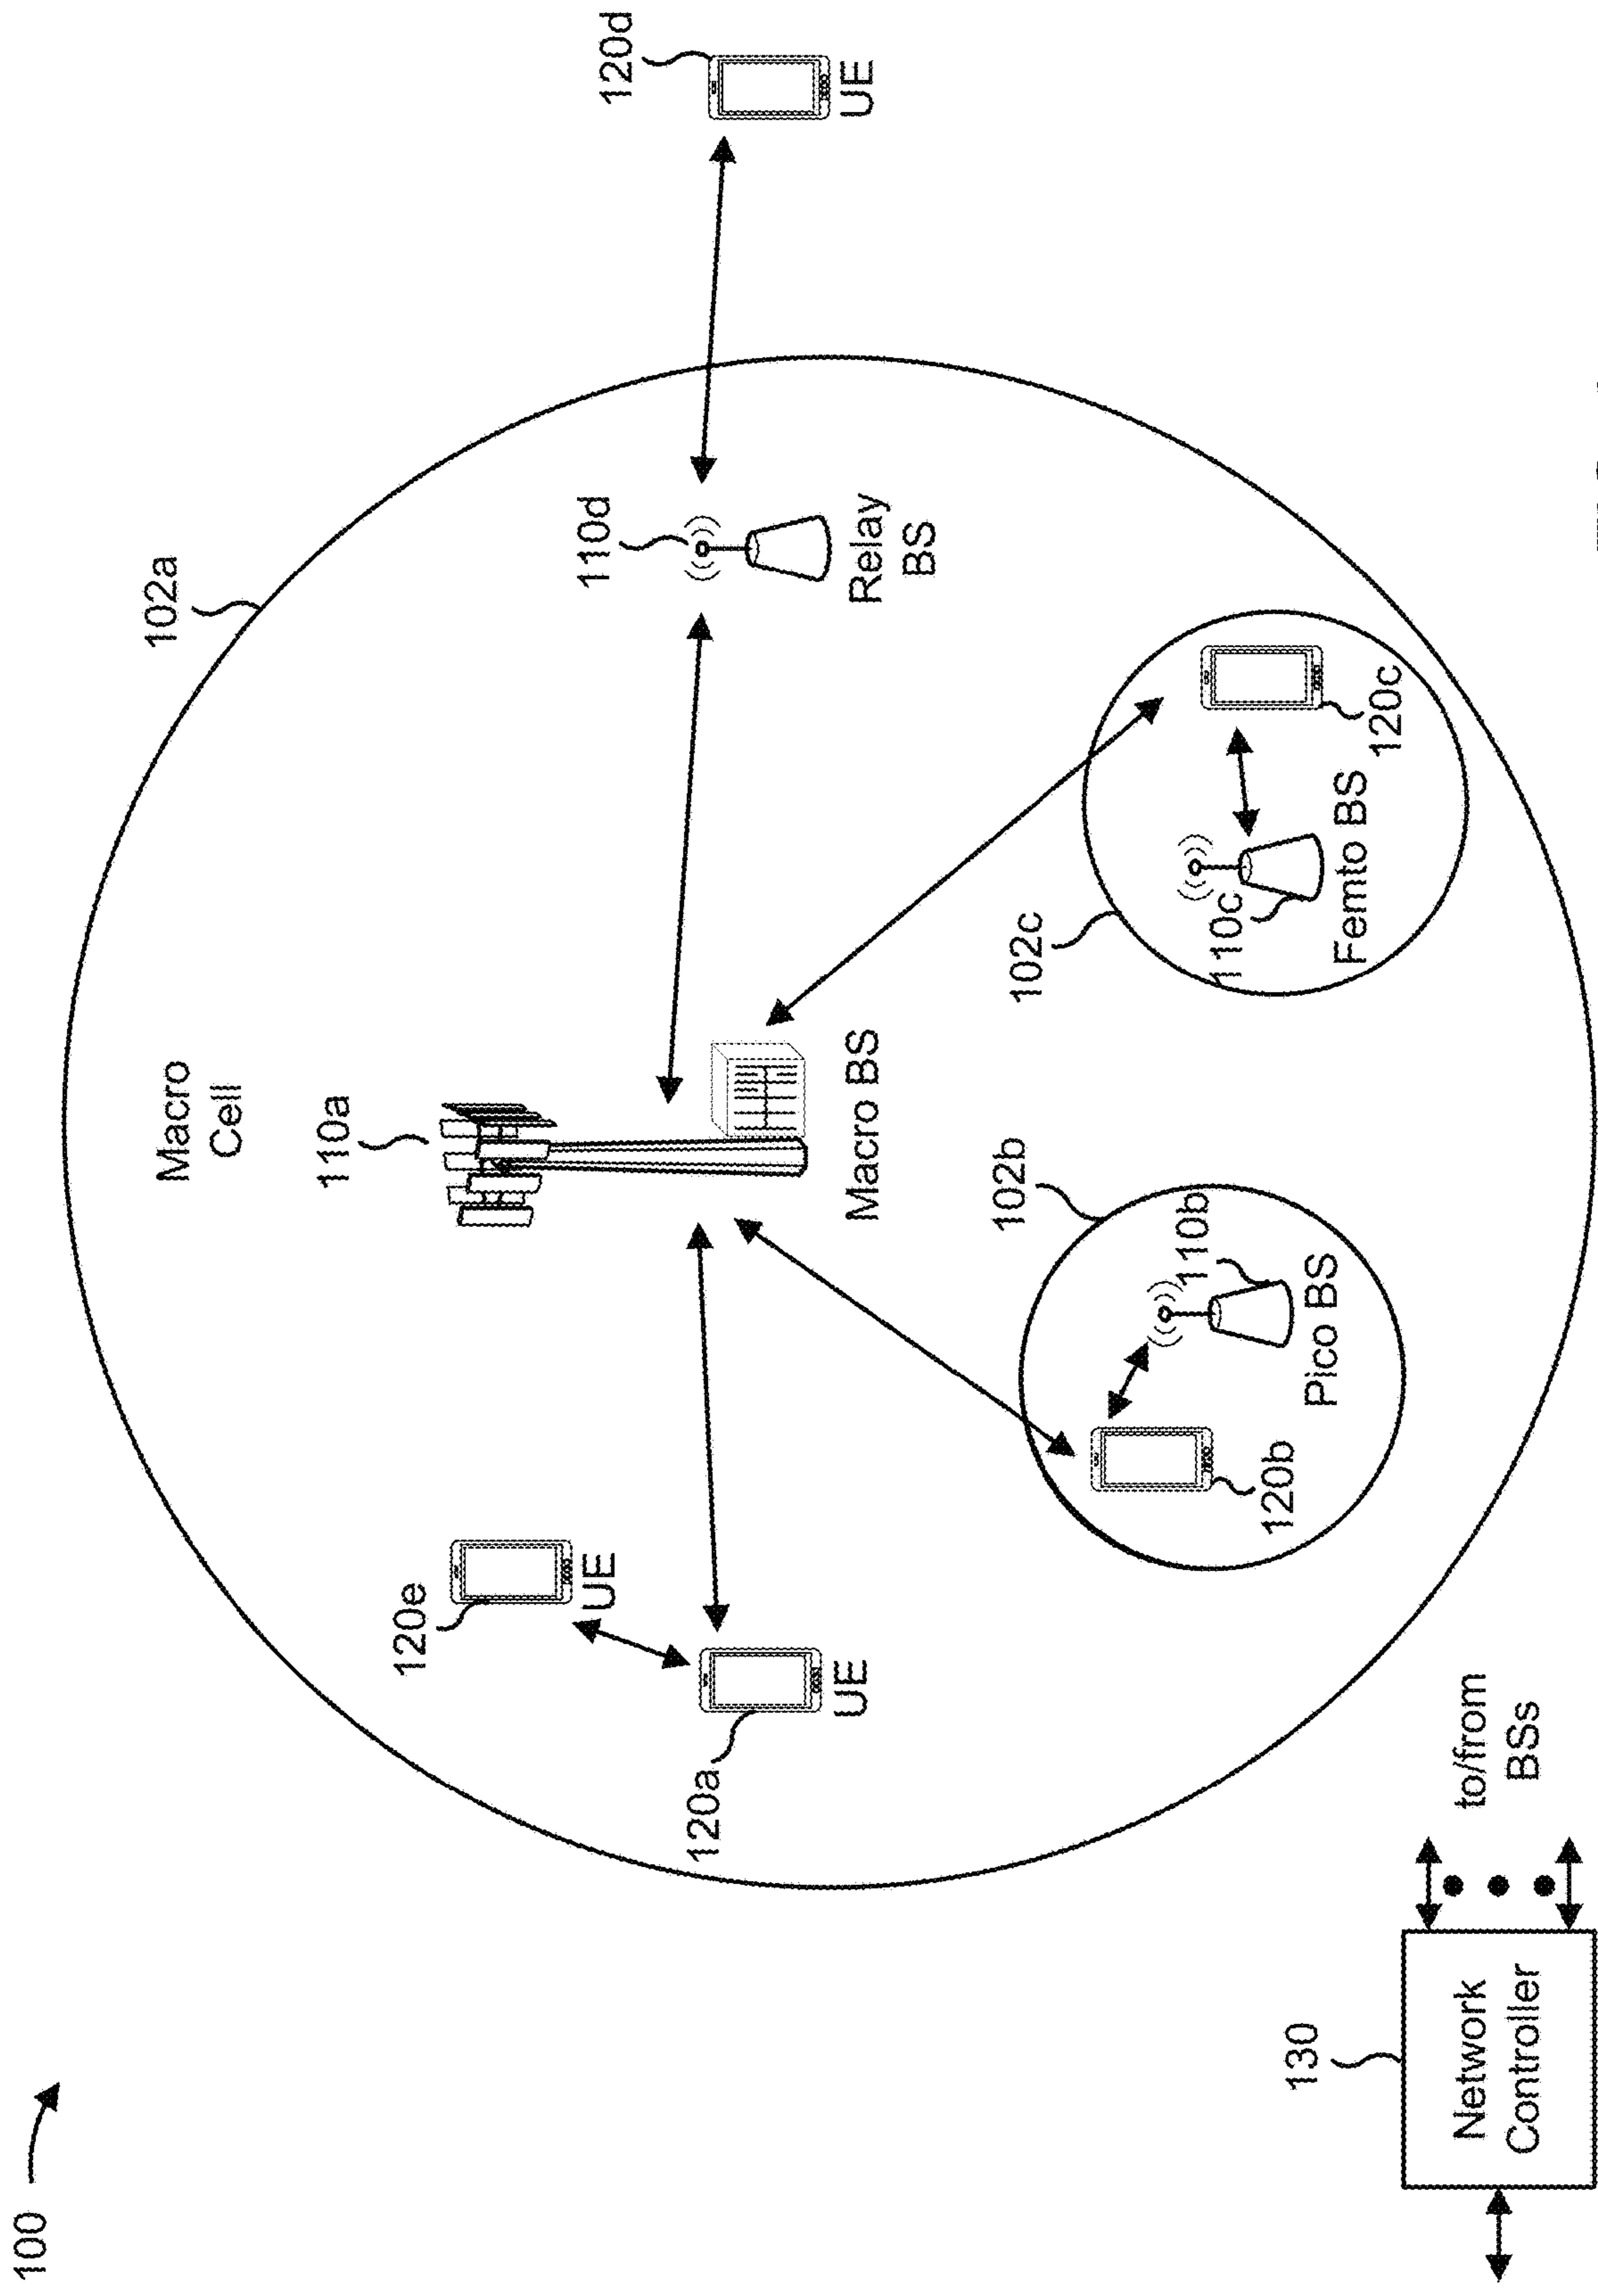 100
102a
Macro
Cell
110a
120d
UE
120e
UE
110d
Relay
BS
120a
UE
Macro BS
102b
102c
110b
Pico BS
120b
110c
Femto BS
120c
130
Network
Controller
to/from
BSs